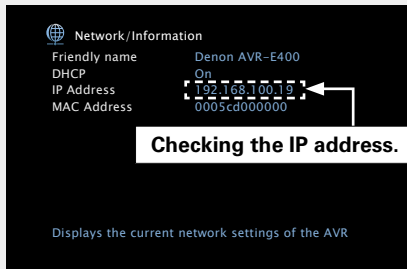 Network/Information
Friendly name Denon AVR-E400
DHCP On
IP Address 192.168.100.19
MAC Address 0005cd000000
Checking the IP address.
Displays the current network settings of the AVR